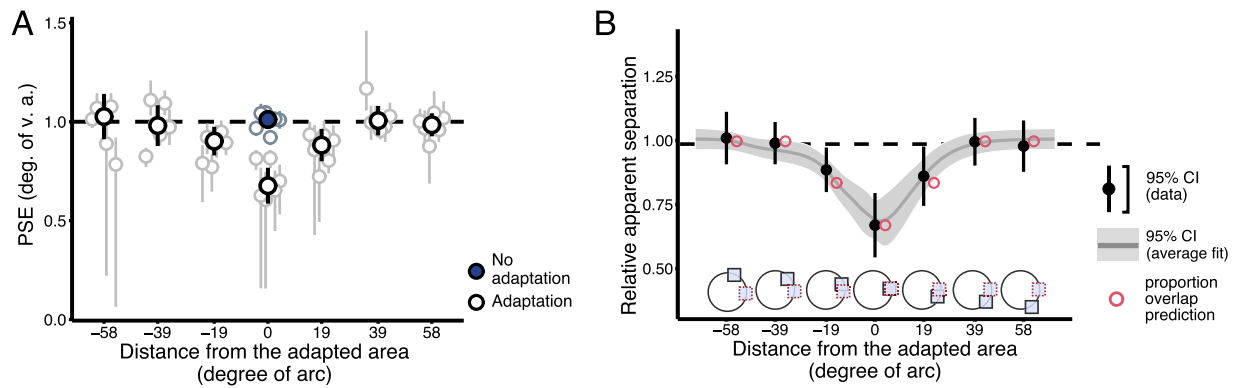 A
PSE (deg. of v. a.)
1.5
1.0
0.5
0.0
−58
−39
−19
0
19
39
58
Distance from the adapted area
(degree of arc)
No
adaptation
Adaptation
B
Relative apparent separation
1.25
1.00
0.75
0.50
−58
−39
−19
0
19
39
58
Distance from the adapted area
(degree of arc)
95% CI
(data)
95% CI
(average fit)
proportion
overlap
prediction